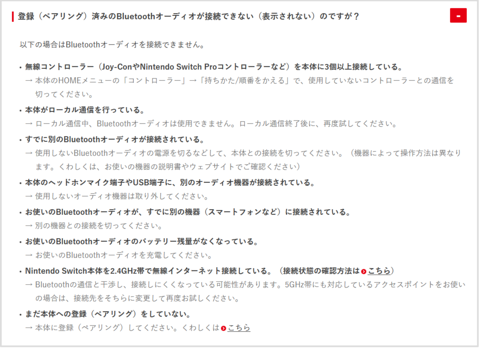 登録（ペアリング）済みのBluetoothオーディオが接続できない（表示されない）のですが？
以下の場合はBluetoothオーディオを接続できません。
・無線コントローラー（Joy-ConやNintendo Switch Proコントローラーなど）を本体に3個以上接続している。
→ 本体のHOMEメニューの「コントローラー」→「持ちかた/順番をかえる」で、使用していないコントローラーとの通信を
切ってください。
・本体がローカル通信を行っている。
→ ローカル通信中、Bluetoothオーディオは使用できません。ローカル通信終了後に、再度試してください。
・すでに別のBluetoothオーディオが接続されている。
→ 使用しないBluetoothオーディオの電源を切るなどして、本体との接続を切ってください。（機器によって操作方法は異なり
ます。くわしくは、お使いの機器の説明書やウェブサイトでご確認ください）
・本体のヘッドホンマイク端子やUSB端子に、別のオーディオ機器が接続されている。
→ 使用しないオーディオ機器は取り外してください。
・お使いのBluetoothオーディオが、すでに別の機器（スマートフォンなど）に接続されている。
→ 別の機器との接続を切ってください。
・お使いのBluetoothオーディオのバッテリー残量がなくなっている。
→ お使いのBluetoothオーディオを充電してください。
・Nintendo Switch本体を2.4GHz帯で無線インターネット接続している。（接続状態の確認方法はこちら）
→ Bluetoothの通信と干渉し、接続しにくくなっている可能性があります。5GHz帯にも対応しているアクセスポイントをお使い
の場合は、接続先をそちらに変更して再度お試しください。
・まだ本体への登録（ペアリング）をしていない。
→ 本体に登録（ペアリング）してください。くわしくはこちら